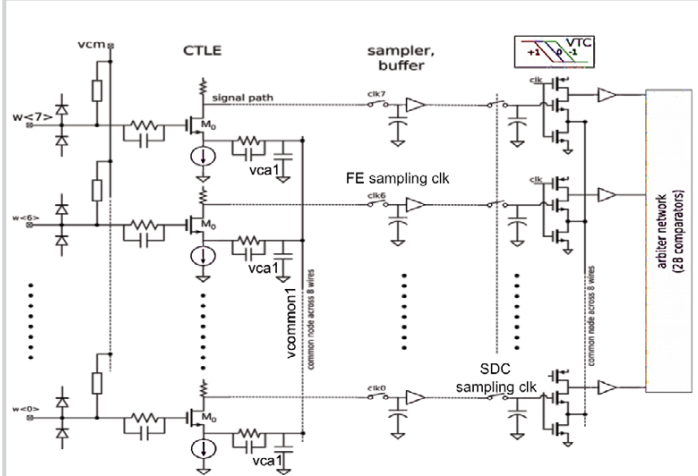 vcm
CTLE
sampler,
buffer
VTC
+1 0 -1
clk
clk7
signal path
w<7>
M0
vca1
FE sampling clk
clk
clk6
w<6>
M0
vca1
vcommon1
common node across 8 wires
common node across 8 wires
arbiter network
(28 comparators)
SDC
sampling clk
clk0
w<0>
M0
vca1